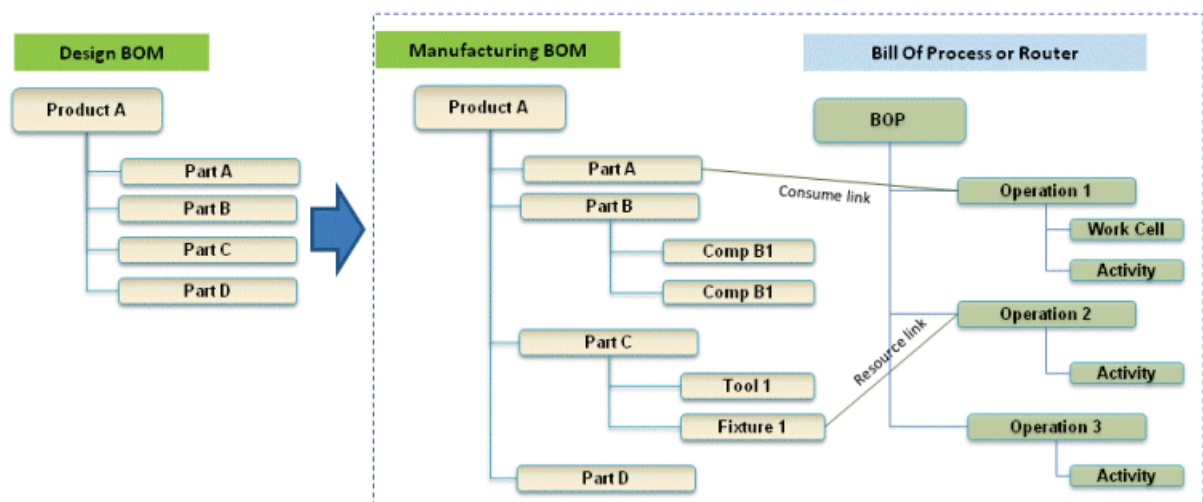 Design BOM
Product A
Part A
Part B
Part C
Part D
Manufacturing BOM
Product A
Part A
Part B
Comp B1
Comp B1
Part C
Tool 1
Fixture 1
Part D
Consume link
Resource link
Bill Of Process or Router
BOP
Operation 1
Work Cell
Activity
Operation 2
Activity
Operation 3
Activity